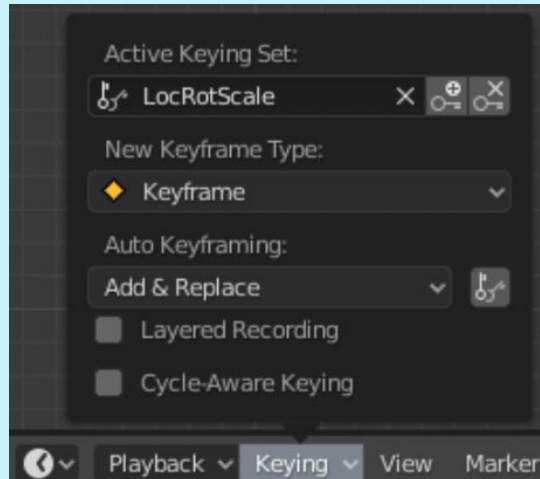 Active Keying Set:
LocRotScale
New Keyframe Type:
Keyframe
Auto Keyframing:
Add & Replace
Layered Recording
Cycle-Aware Keying
Playback Keying View Marker